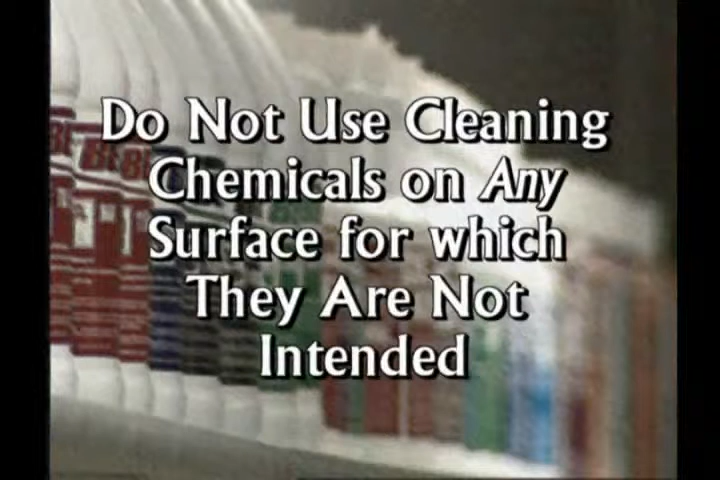 Do Not Use Cleaning
Chemicals on Any
Surface for which
They Are Not
Intended